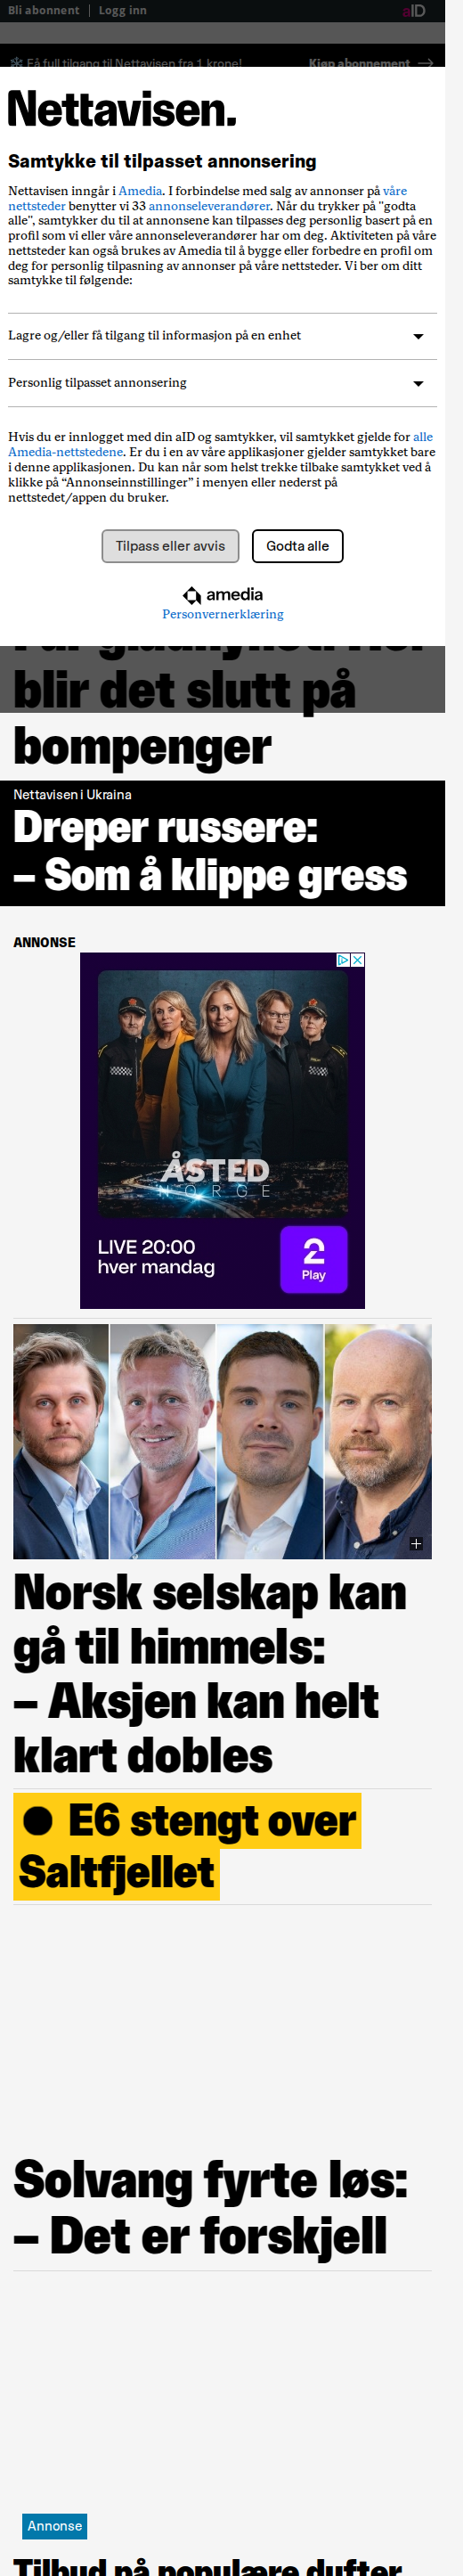 Bli abonnent | Logg inn
aID
Få full tilgang til Nettavisen fra 1 krone!
Kjøp abonnement →
Nettavisen.
Samtykke til tilpasset annonsering
Nettavisen inngår i Amedia. I forbindelse med salg av annonser på våre
nettsteder benytter vi 33 annonseleverandører. Når du trykker på "godta
alle", samtykker du til at annonsene kan tilpasses deg personlig basert på en
profil som vi eller våre annonseleverandører har om deg. Aktiviteten på våre
nettsteder kan også brukes av Amedia til å bygge eller forbedre en profil om
deg for personlig tilpasning av annonser på våre nettsteder. Vi ber om ditt
samtykke til følgende:
Lagre og/eller få tilgang til informasjon på en enhet
Personlig tilpasset annonsering
Hvis du er innlogget med din aID og samtykker, vil samtykket gjelde for alle
Amedia-nettstedene. Er du i en av våre applikasjoner gjelder samtykket bare
i denne applikasjonen. Du kan når som helst trekke tilbake samtykket ved å
klikke på “Annonseinnstillinger” i menyen eller nederst på
nettstedet/appen du bruker.
Tilpass eller avvis
Godta alle
amedia
Personvernerklæring
blir det slutt på
bompenger
Nettavisen i Ukraina
Dreper russere:
– Som å klippe gress
ANNONSE
ÅSTED
NORGE
LIVE 20:00
hver mandag
2
Play
Norsk selskap kan
gå til himmels:
– Aksjen kan helt
klart dobles
● E6 stengt over
Saltfjellet
Solvang fyrte løs:
– Det er forskjell
Annonse
Tilbud på populære dufter